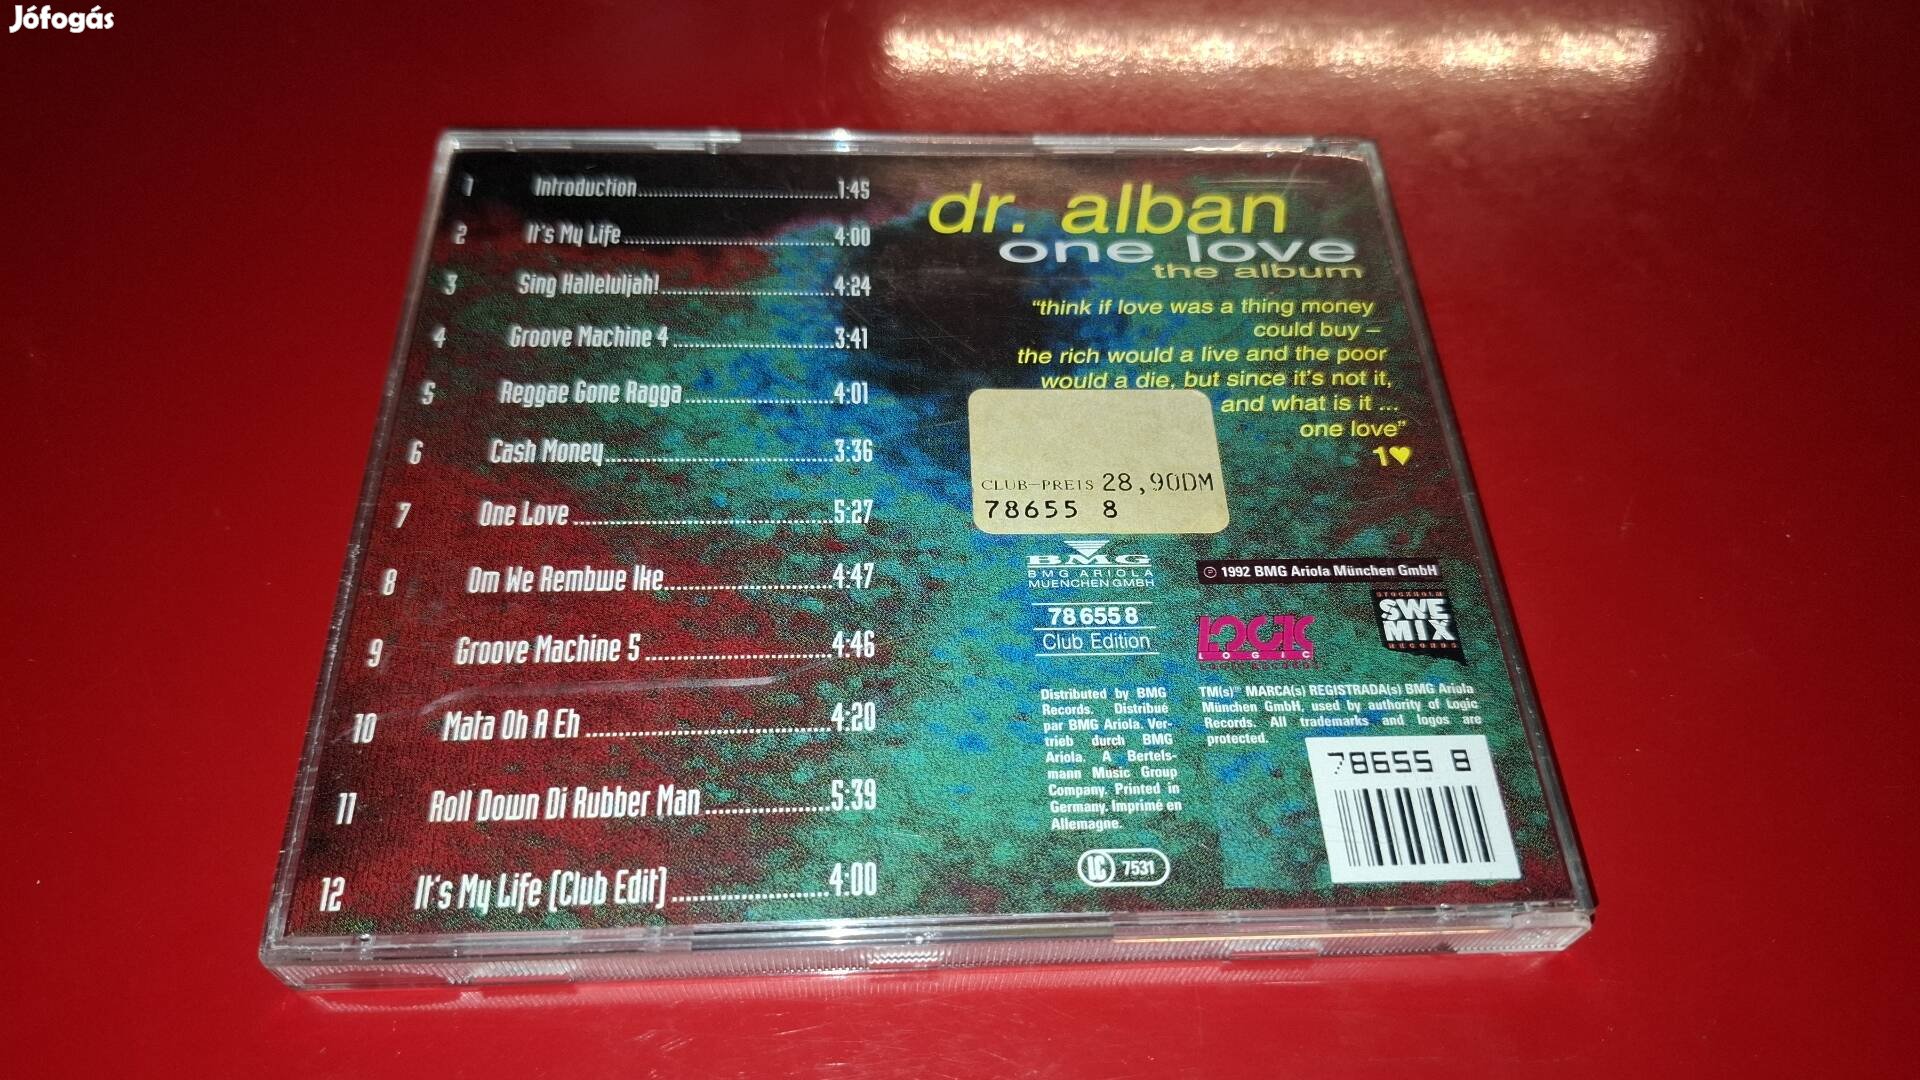 Jófogás
1 Introduction 1:45
2 It's My Life 4:00
3 Sing Halleluljah! 4:24
4 Groove Machine 4 3:41
5 Reggae Gone Ragga 4:01
6 Cash Money 3:36
7 One Love 5:27
8 Om We Rembwe Ike 4:47
9 Groove Machine 5 4:46
10 Mata Oh A Eh 4:20
11 Roll Down Di Rubber Man 5:39
12 It's My Life (Club Edit) 4:00
dr. alban
one love
the album
"think if love was a thing money
could buy –
the rich would a live and the poor
would a die, but since it's not it,
and what is it ...
one love"
1♥
CLUB-PREIS 28,90DM
78655 8
BMG
BMG ARIOLA
MUENCHEN GMBH
78 655 8
Club Edition
℗ 1992 BMG Ariola München GmbH
LOGIC
LOGIC
STOCKHOLM
SWE
MIX
RECORDS
Distributed by BMG
Records. Distribué
par BMG Ariola. Ver-
trieb durch BMG
Ariola. A Bertels-
mann Music Group
Company. Printed in
Germany. Imprimé en
Allemagne.
TM(s)® MARCA(s) REGISTRADA(s) BMG Ariola
München GmbH, used by authority of Logic
Records. All trademarks and logos are
protected.
78655 8
LC 7531